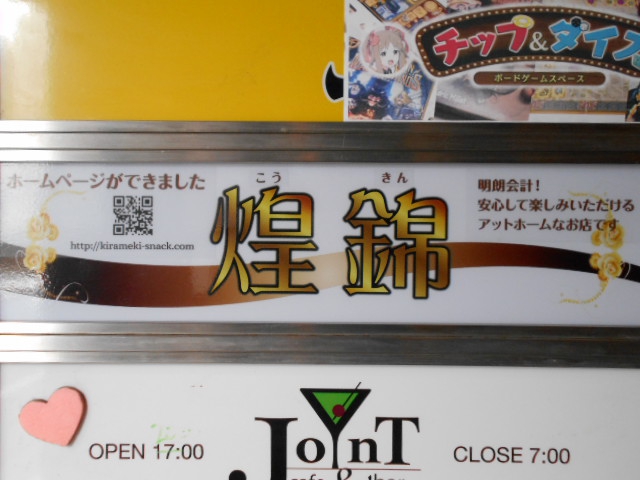 チップ&ダイス
ボードゲームスペース
ホームページができました
http://kirameki-snack.com
こう きん
煌錦
明朗会計!
安心して楽しみいただける
アットホームなお店です
OPEN 17:00
JoYnT
CLOSE 7:00
cafe & bar